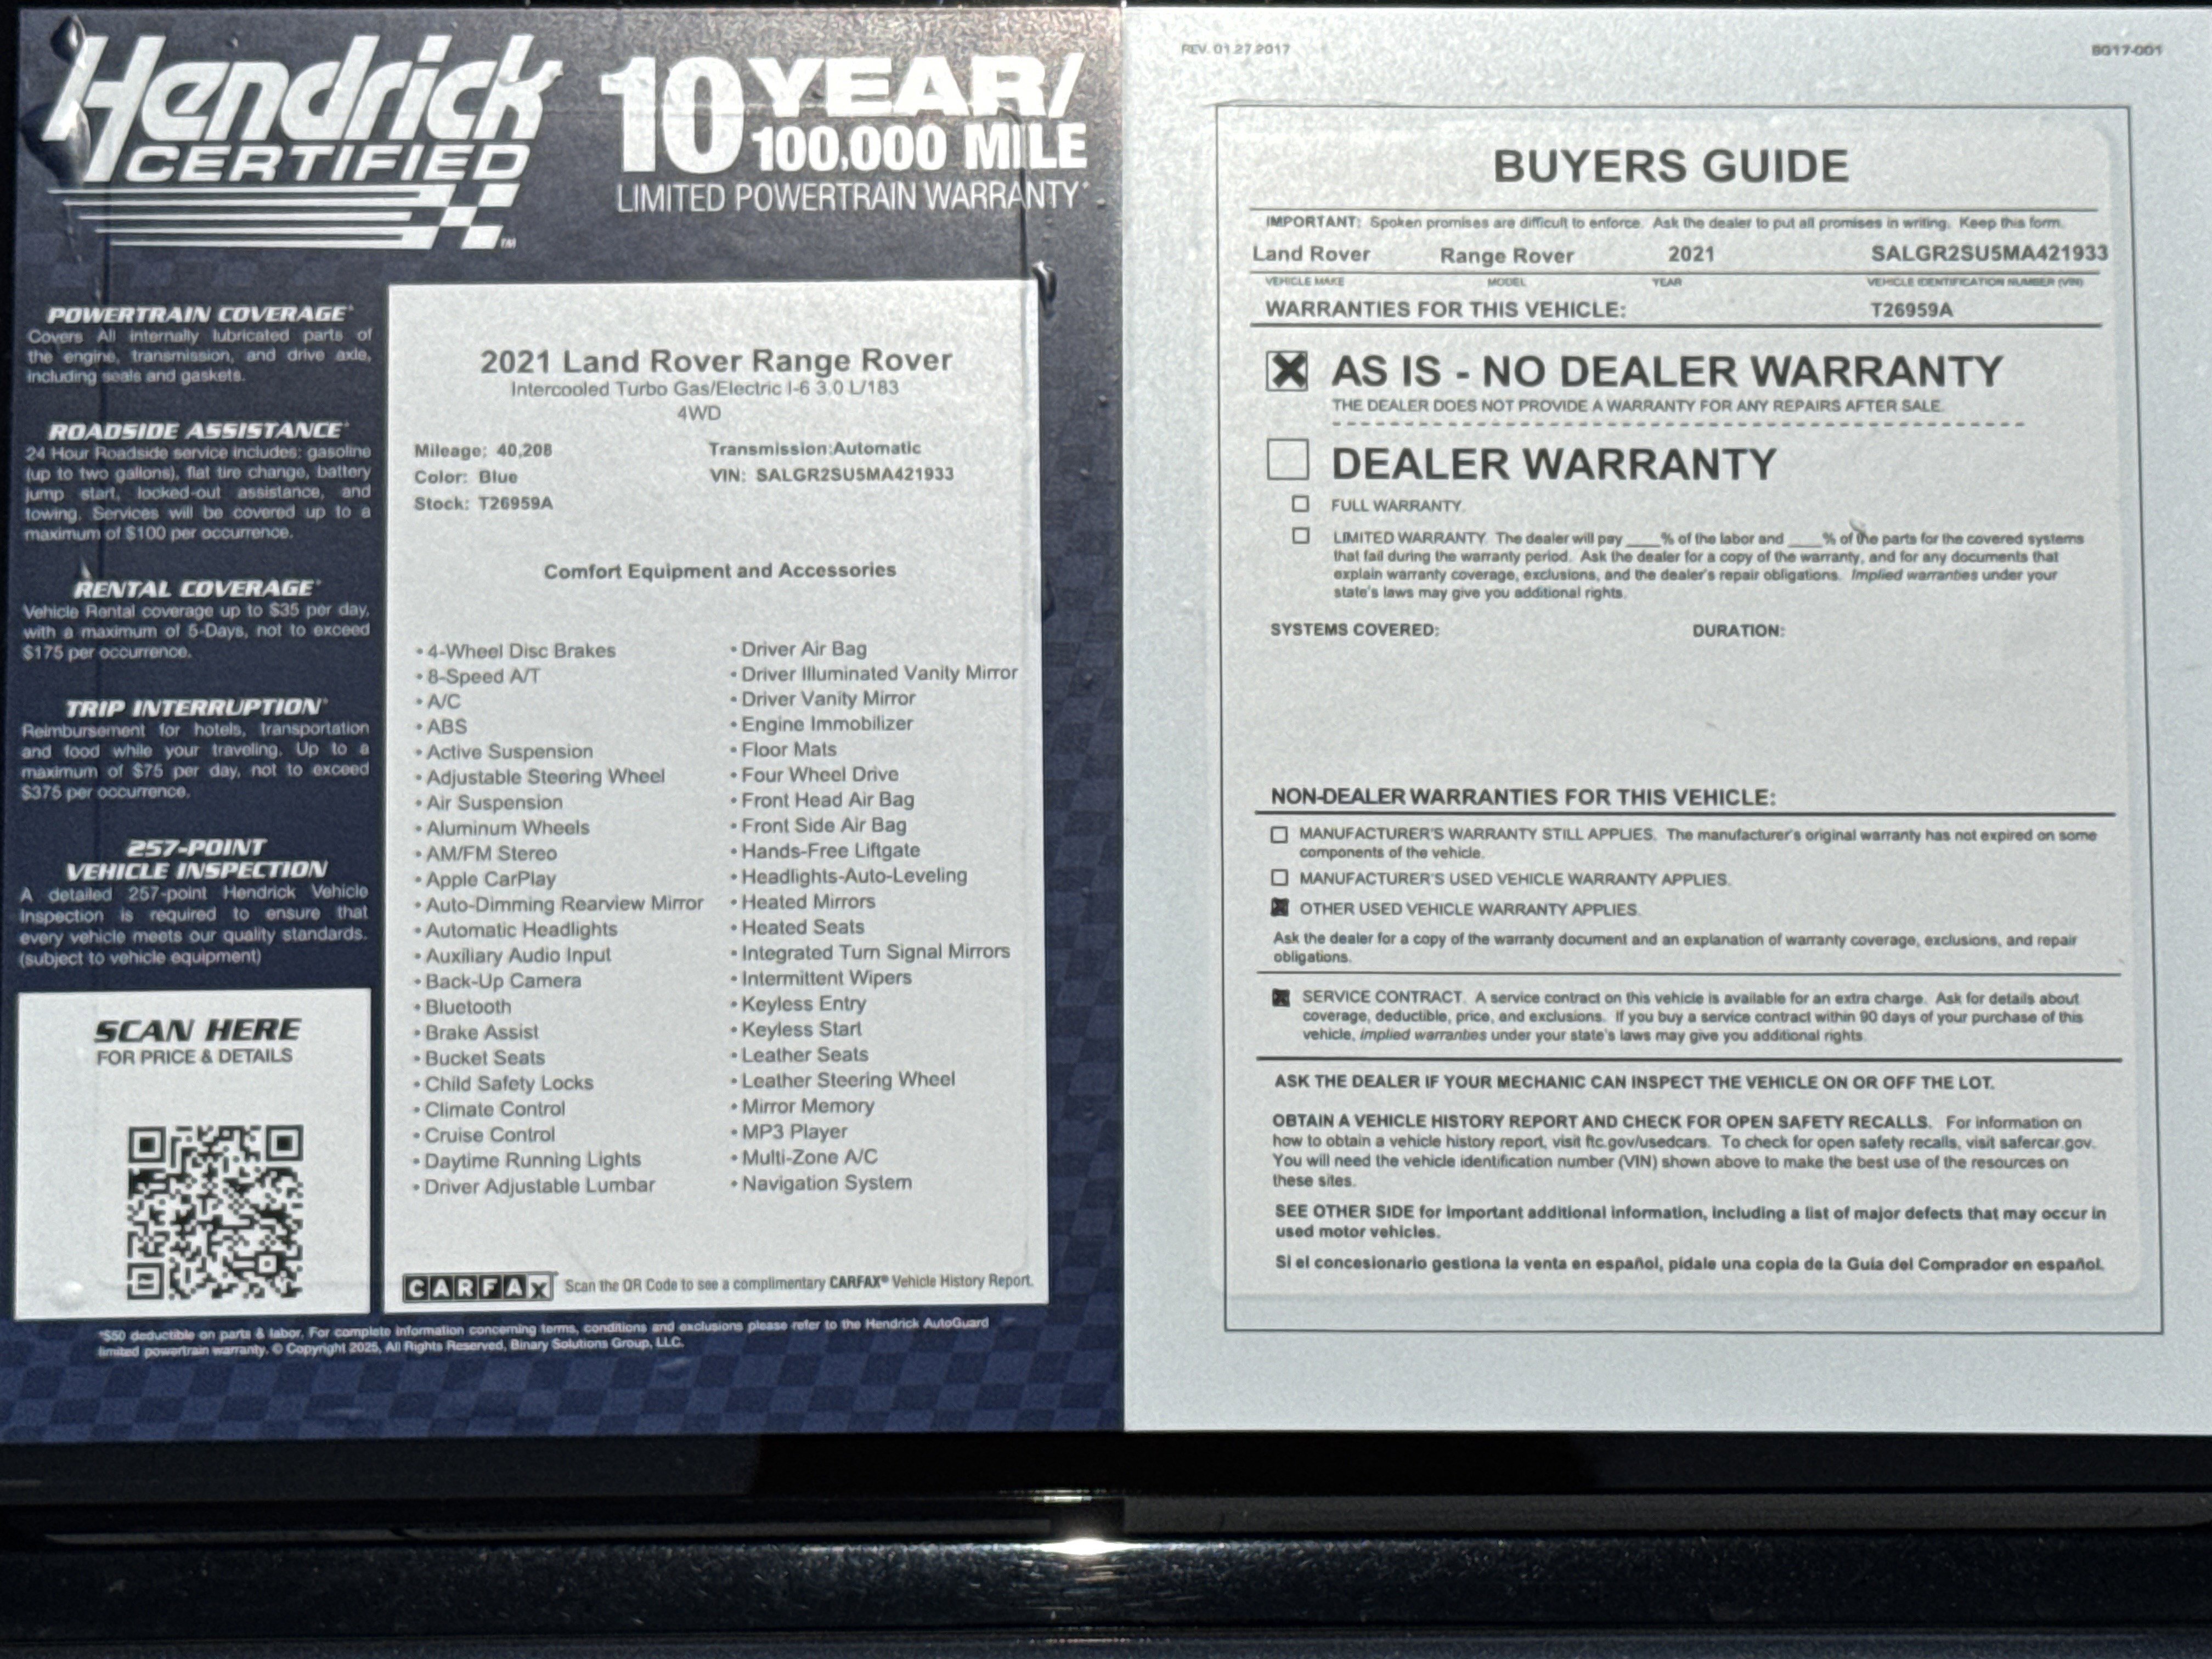 Hendrick
CERTIFIED
TM
10 YEAR/
100,000 MILE
LIMITED POWERTRAIN WARRANTY*
POWERTRAIN COVERAGE*
Covers All internally lubricated parts of
the engine, transmission, and drive axle,
including seals and gaskets.
ROADSIDE ASSISTANCE*
24 Hour Roadside service includes: gasoline
(up to two gallons), flat tire change, battery
jump start, locked-out assistance, and
towing. Services will be covered up to a
maximum of $100 per occurrence.
RENTAL COVERAGE*
Vehicle Rental coverage up to $35 per day,
with a maximum of 5-Days, not to exceed
$175 per occurrence.
TRIP INTERRUPTION*
Reimbursement for hotels, transportation
and food while your traveling. Up to a
maximum of $75 per day, not to exceed
$375 per occurrence.
257-POINT
VEHICLE INSPECTION
A detailed 257-point Hendrick Vehicle
Inspection is required to ensure that
every vehicle meets our quality standards.
(subject to vehicle equipment)
SCAN HERE
FOR PRICE & DETAILS
2021 Land Rover Range Rover
Intercooled Turbo Gas/Electric I-6 3.0 L/183
4WD
Mileage: 40,208
Transmission:Automatic
Color: Blue
VIN: SALGR2SU5MA421933
Stock: T26959A
Comfort Equipment and Accessories
• 4-Wheel Disc Brakes
• 8-Speed A/T
• A/C
• ABS
• Active Suspension
• Adjustable Steering Wheel
• Air Suspension
• Aluminum Wheels
• AM/FM Stereo
• Apple CarPlay
• Auto-Dimming Rearview Mirror
• Automatic Headlights
• Auxiliary Audio Input
• Back-Up Camera
• Bluetooth
• Brake Assist
• Bucket Seats
• Child Safety Locks
• Climate Control
• Cruise Control
• Daytime Running Lights
• Driver Adjustable Lumbar
• Driver Air Bag
• Driver Illuminated Vanity Mirror
• Driver Vanity Mirror
• Engine Immobilizer
• Floor Mats
• Four Wheel Drive
• Front Head Air Bag
• Front Side Air Bag
• Hands-Free Liftgate
• Headlights-Auto-Leveling
• Heated Mirrors
• Heated Seats
• Integrated Turn Signal Mirrors
• Intermittent Wipers
• Keyless Entry
• Keyless Start
• Leather Seats
• Leather Steering Wheel
• Mirror Memory
• MP3 Player
• Multi-Zone A/C
• Navigation System
CARFAX Scan the QR Code to see a complimentary CARFAX® Vehicle History Report.
*$50 deductible on parts & labor. For complete information concerning terms, conditions and exclusions please refer to the Hendrick AutoGuard
limited powertrain warranty. © Copyright 2025, All Rights Reserved, Binary Solutions Group, LLC.
REV. 01.27.2017
BG17-001
BUYERS GUIDE
IMPORTANT: Spoken promises are difficult to enforce. Ask the dealer to put all promises in writing. Keep this form.
Land Rover Range Rover 2021 SALGR2SU5MA421933
VEHICLE MAKE MODEL YEAR VEHICLE IDENTIFICATION NUMBER (VIN)
WARRANTIES FOR THIS VEHICLE: T26959A
AS IS - NO DEALER WARRANTY
THE DEALER DOES NOT PROVIDE A WARRANTY FOR ANY REPAIRS AFTER SALE.
DEALER WARRANTY
FULL WARRANTY.
LIMITED WARRANTY. The dealer will pay ____% of the labor and ____% of the parts for the covered systems
that fail during the warranty period. Ask the dealer for a copy of the warranty, and for any documents that
explain warranty coverage, exclusions, and the dealer's repair obligations. Implied warranties under your
state's laws may give you additional rights.
SYSTEMS COVERED: DURATION:
NON-DEALER WARRANTIES FOR THIS VEHICLE:
MANUFACTURER'S WARRANTY STILL APPLIES. The manufacturer's original warranty has not expired on some
components of the vehicle.
MANUFACTURER'S USED VEHICLE WARRANTY APPLIES.
OTHER USED VEHICLE WARRANTY APPLIES.
Ask the dealer for a copy of the warranty document and an explanation of warranty coverage, exclusions, and repair
obligations.
SERVICE CONTRACT. A service contract on this vehicle is available for an extra charge. Ask for details about
coverage, deductible, price, and exclusions. If you buy a service contract within 90 days of your purchase of this
vehicle, implied warranties under your state's laws may give you additional rights.
ASK THE DEALER IF YOUR MECHANIC CAN INSPECT THE VEHICLE ON OR OFF THE LOT.
OBTAIN A VEHICLE HISTORY REPORT AND CHECK FOR OPEN SAFETY RECALLS. For information on
how to obtain a vehicle history report, visit ftc.gov/usedcars. To check for open safety recalls, visit safercar.gov.
You will need the vehicle identification number (VIN) shown above to make the best use of the resources on
these sites.
SEE OTHER SIDE for important additional information, including a list of major defects that may occur in
used motor vehicles.
Si el concesionario gestiona la venta en español, pídale una copia de la Guía del Comprador en español.